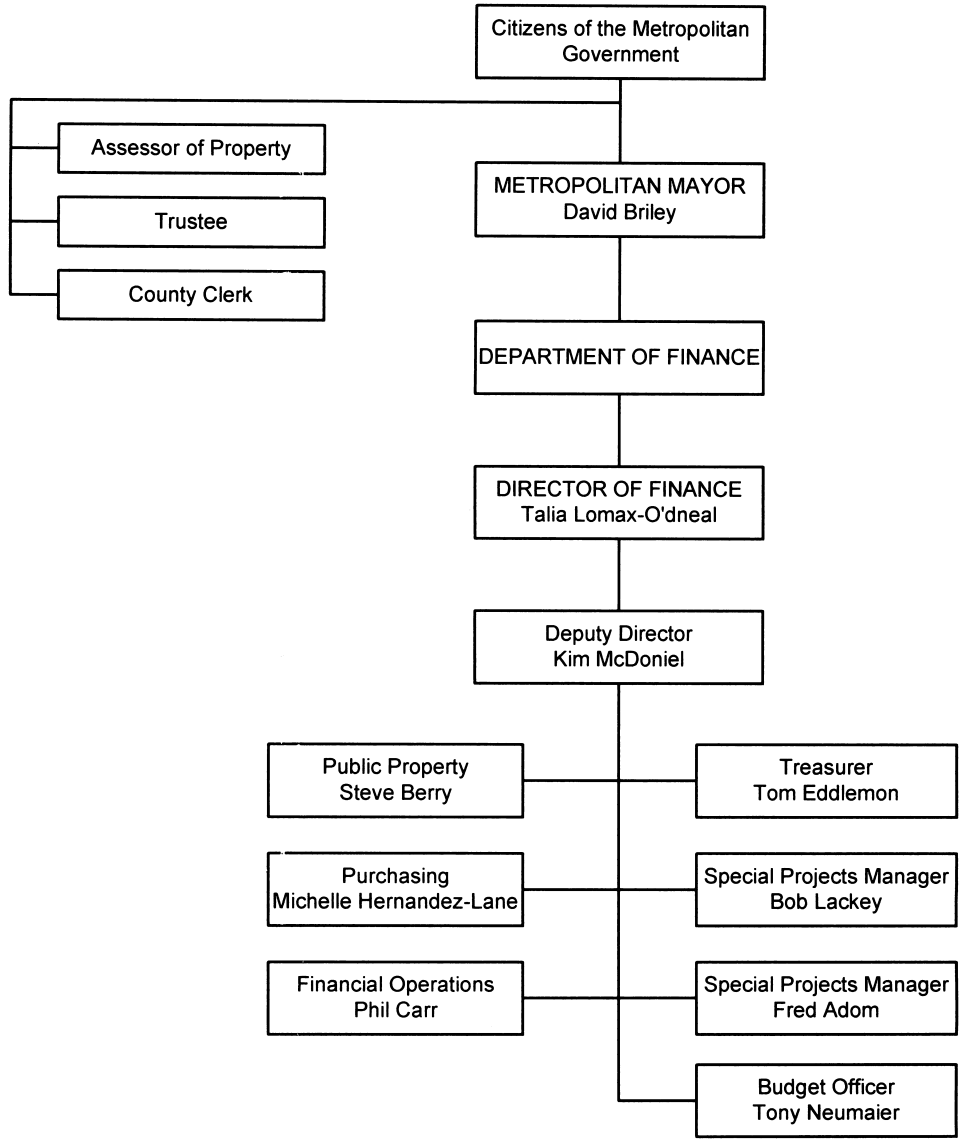 Citizens of the Metropolitan
Government
Assessor of Property
Trustee
County Clerk
METROPOLITAN MAYOR
David Briley
DEPARTMENT OF FINANCE
DIRECTOR OF FINANCE
Talia Lomax-O'dneal
Deputy Director
Kim McDoniel
Public Property
Steve Berry
Treasurer
Tom Eddlemon
Purchasing
Michelle Hernandez-Lane
Special Projects Manager
Bob Lackey
Financial Operations
Phil Carr
Special Projects Manager
Fred Adom
Budget Officer
Tony Neumaier